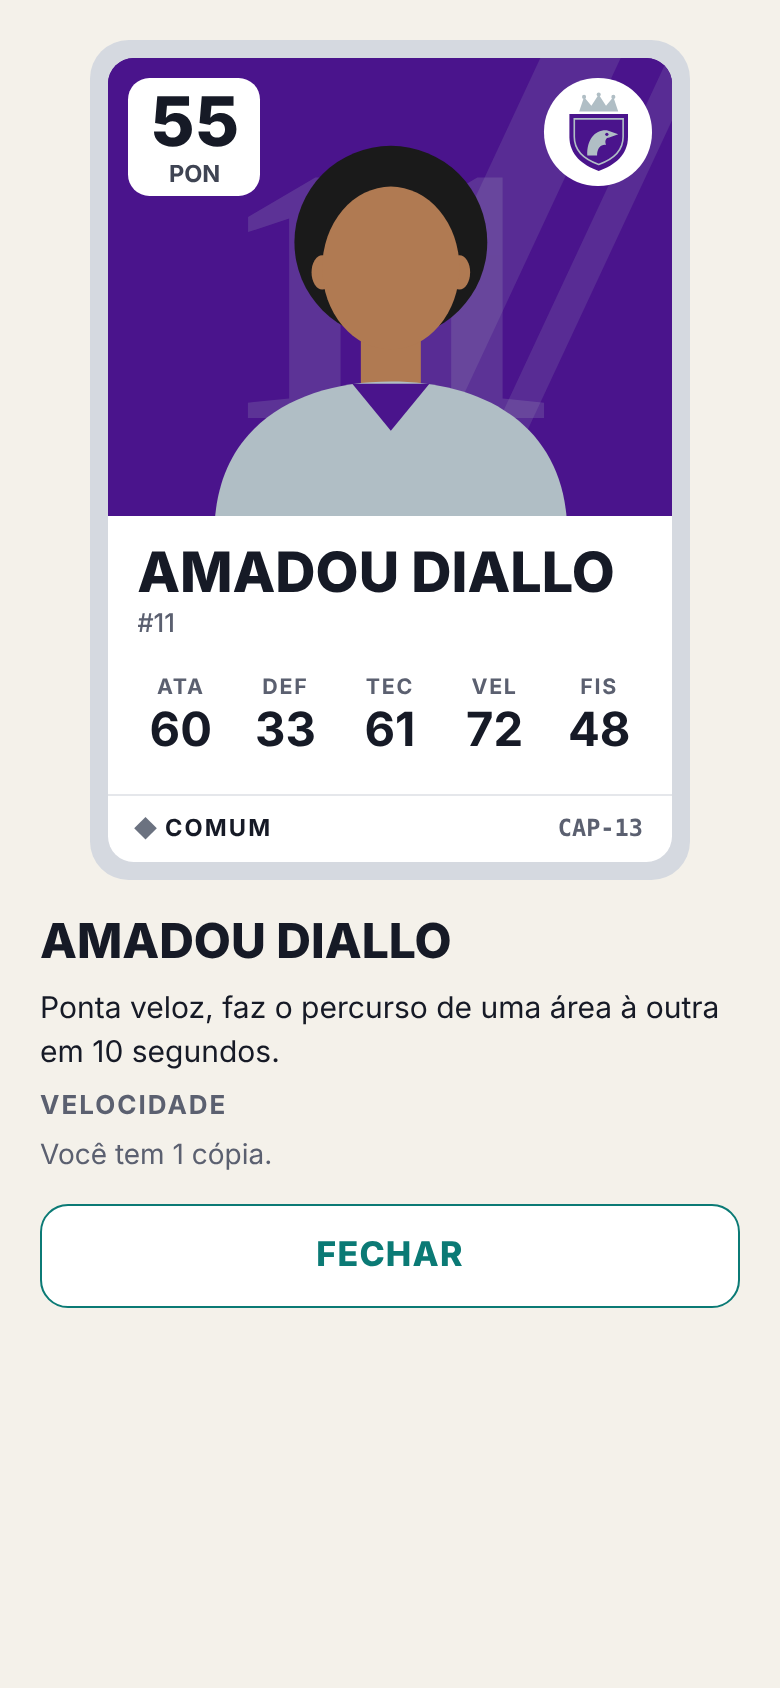 55
PON
11
AMADOU DIALLO
#11
ATA DEF TEC VEL FIS
60 33 61 72 48
COMUM CAP-13
AMADOU DIALLO
Ponta veloz, faz o percurso de uma área à outra
em 10 segundos.
VELOCIDADE
Você tem 1 cópia.
FECHAR